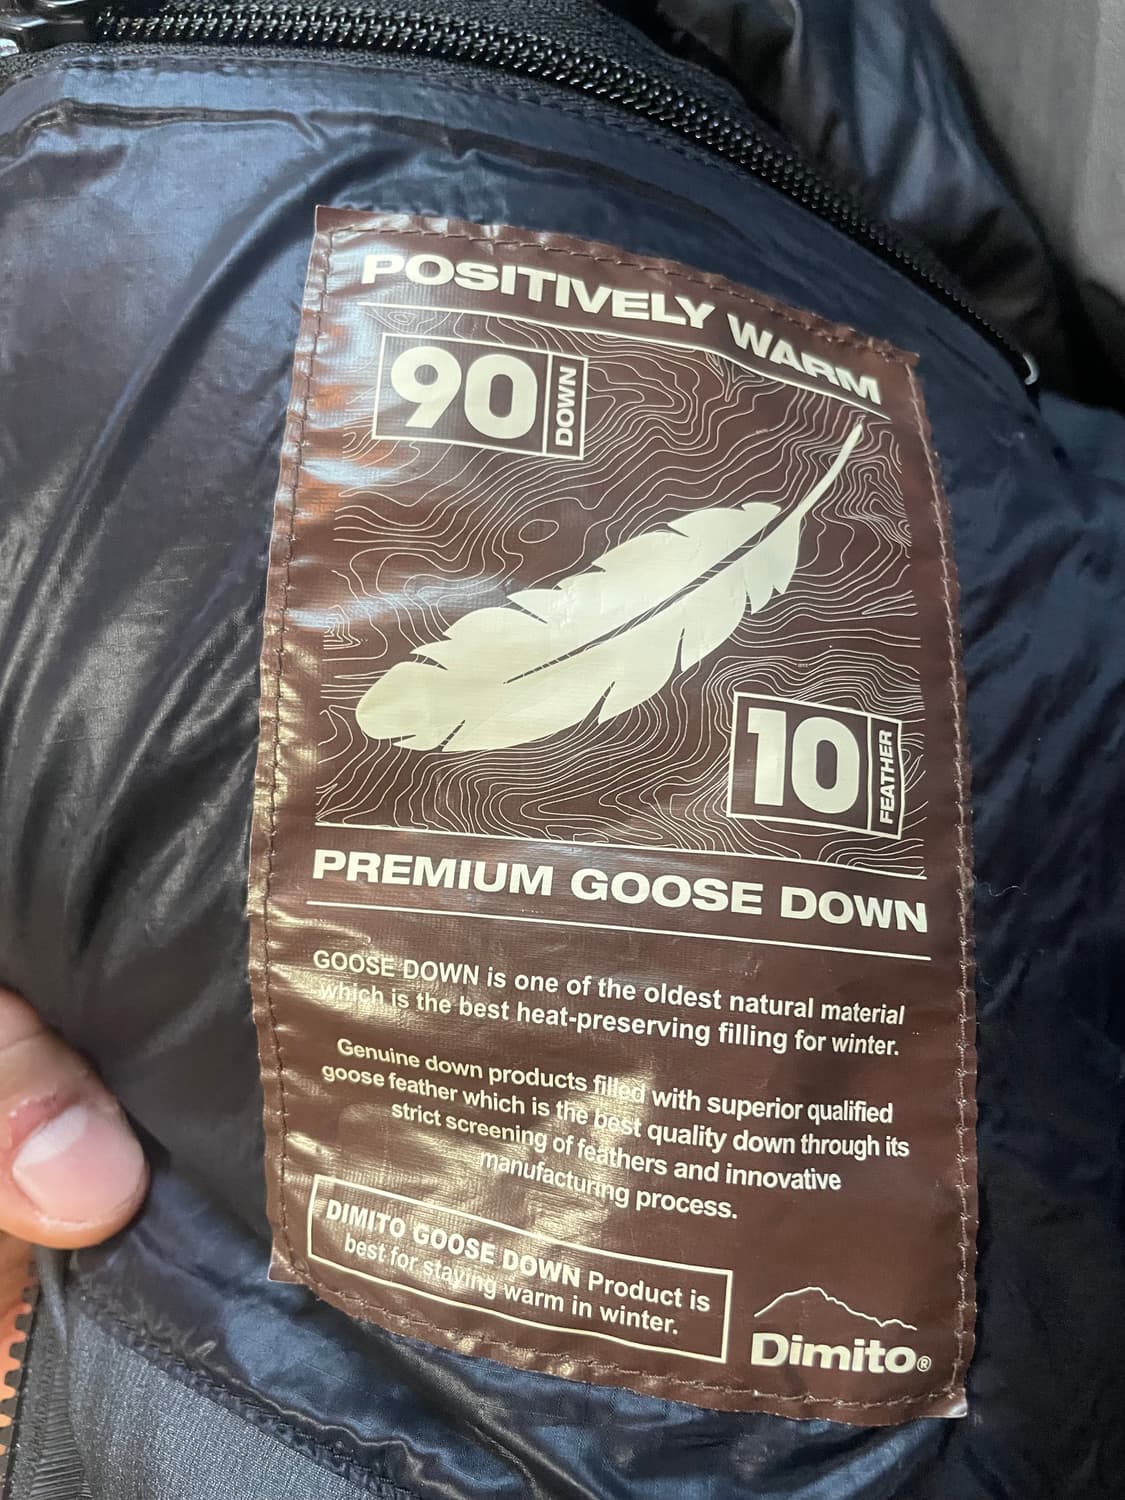 POSITIVELY WARM
90 DOWN
10 FEATHER
PREMIUM GOOSE DOWN
GOOSE DOWN is one of the oldest natural material
which is the best heat-preserving filling for winter.
Genuine down products filled with superior qualified
goose feather which is the best quality down through its
strict screening of feathers and innovative
manufacturing process.
DIMITO GOOSE DOWN Product is
best for staying warm in winter.
Dimito®